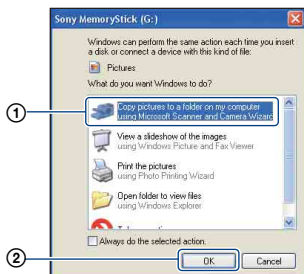 Sony MemoryStick (G:)
Windows can perform the same action each time you insert
a disk or connect a device with this kind of file:
Pictures
What do you want Windows to do?
①
Copy pictures to a folder on my computer
using Microsoft Scanner and Camera Wizard
View a slideshow of the images
using Windows Picture and Fax Viewer
Print the pictures
using Photo Printing Wizard
Open folder to view files
using Windows Explorer
Always do the selected action.
②
OK
Cancel